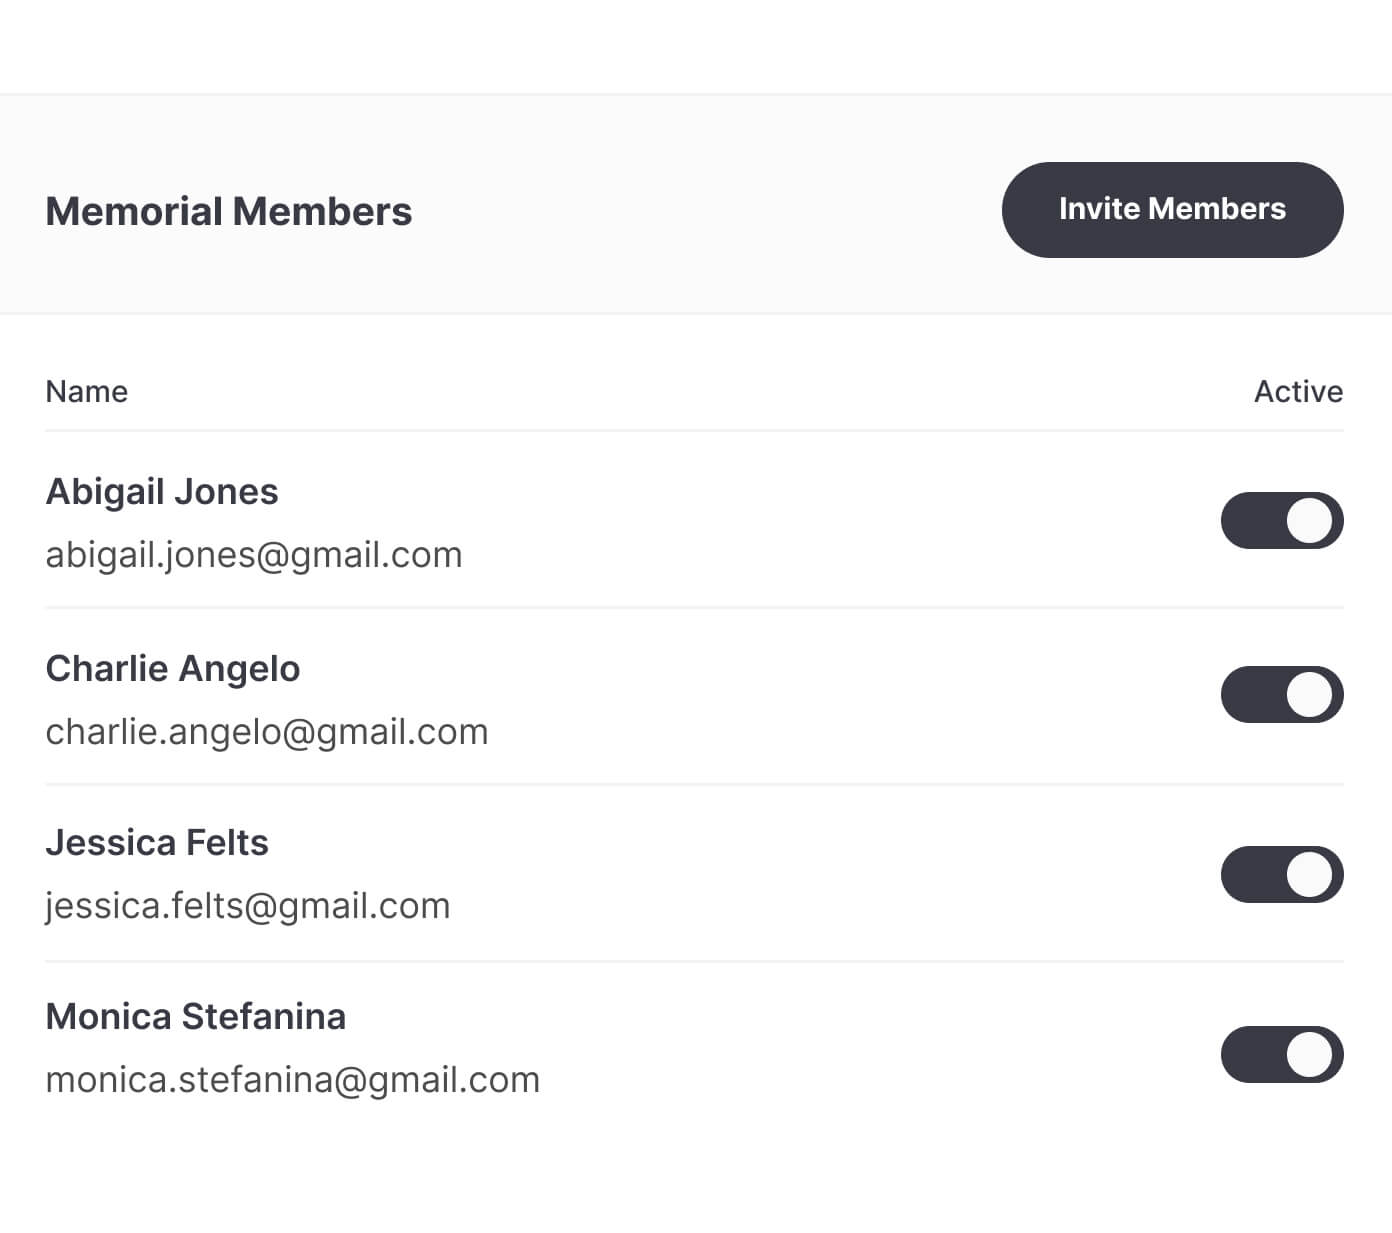 Memorial Members
Invite Members
Name
Active
Abigail Jones
abigail.jones@gmail.com
Charlie Angelo
charlie.angelo@gmail.com
Jessica Felts
jessica.felts@gmail.com
Monica Stefanina
monica.stefanina@gmail.com